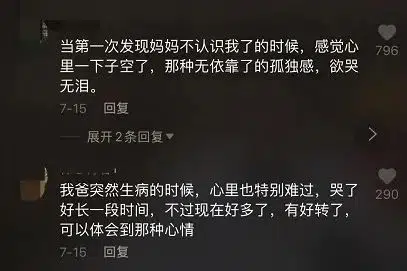 当第一次发现妈妈不认识我了的时候，感觉心
796
里一下子空了，那种无依靠了的孤独感，欲哭
无泪。
7-15 回复
展开2条回复
我爸突然生病的时候，心里也特别难过，哭了
290
好长一段时间，不过现在好多了，有好转了，
可以体会到那种心情
7-15 回复